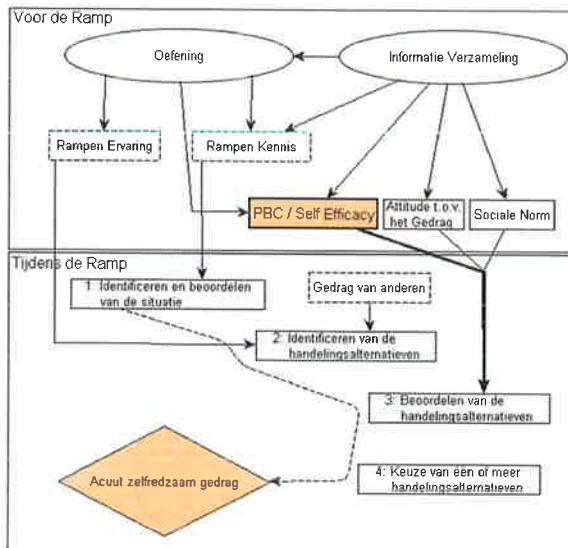 Voor de Ramp
Oefening
Informatie Verzameling
Rampen Ervaring
Rampen Kennis
PBC / Self Efficacy
Attitude t.o.v.
het Gedrag
Sociale Norm
Tijdens de Ramp
1: Identificeren en beoordelen
van de situatie
Gedrag van anderen
2: Identificeren van de
handelingsalternatieven
3: Beoordelen van de
handelingsalternatieven
Acuut zelfredzaam gedrag
4: Keuze van één of meer
handelingsalternatieven